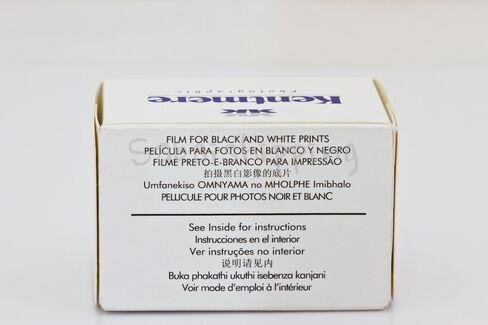 Kentmere
Photographic
FILM FOR BLACK AND WHITE PRINTS
PELÍCULA PARA FOTOS EN BLANCO Y NEGRO
FILME PRETO-E-BRANCO PARA IMPRESSÃO
拍摄黑白影像的底片
Umfanekiso OMNYAMA no MHOLPHE Imibhalo
PELLICULE POUR PHOTOS NOIR ET BLANC
See Inside for instructions
Instrucciones en el interior
Ver instruções no interior
说明请见内
Buka phakathi ukuthi isebenza kanjani
Voir mode d'emploi à l'intérieur